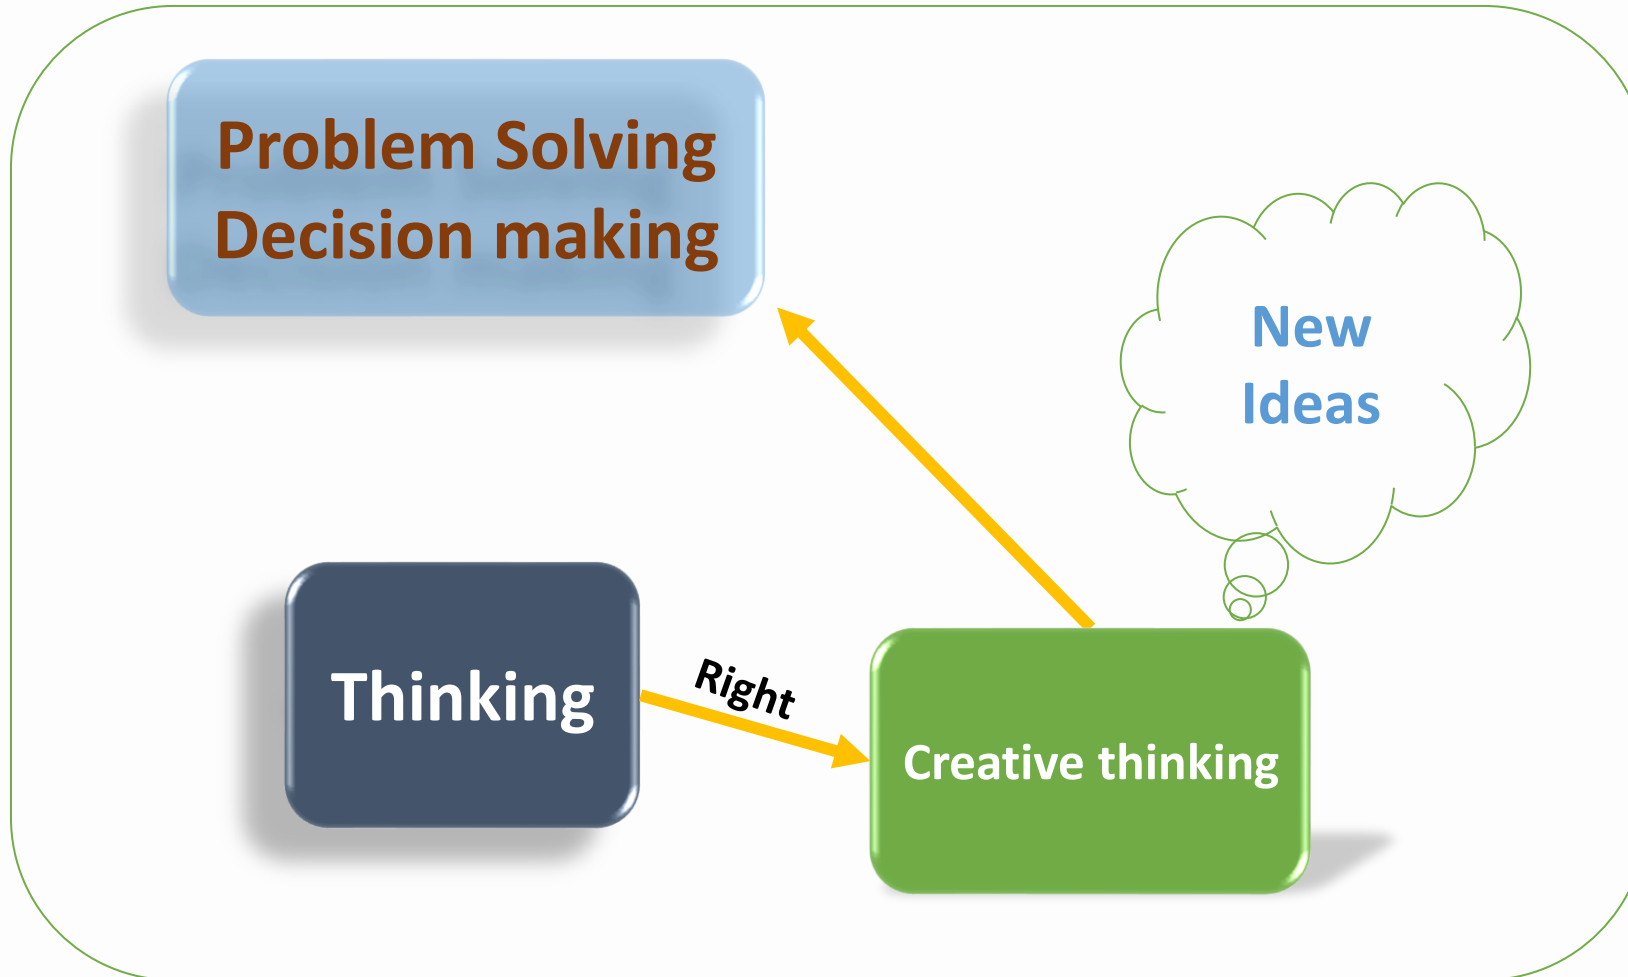 Problem Solving
Decision making
New
Ideas
Thinking
Right
Creative thinking